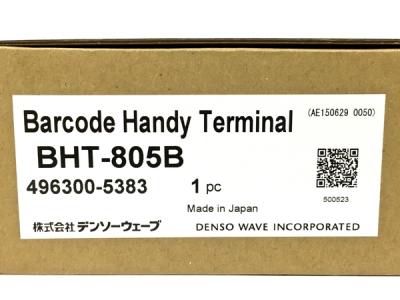 Barcode Handy Terminal
(AE150629 0050)
BHT-805B
496300-5383 1 pc
Made in Japan
500523
株式会社デンソーウェーブ DENSO WAVE INCORPORATED